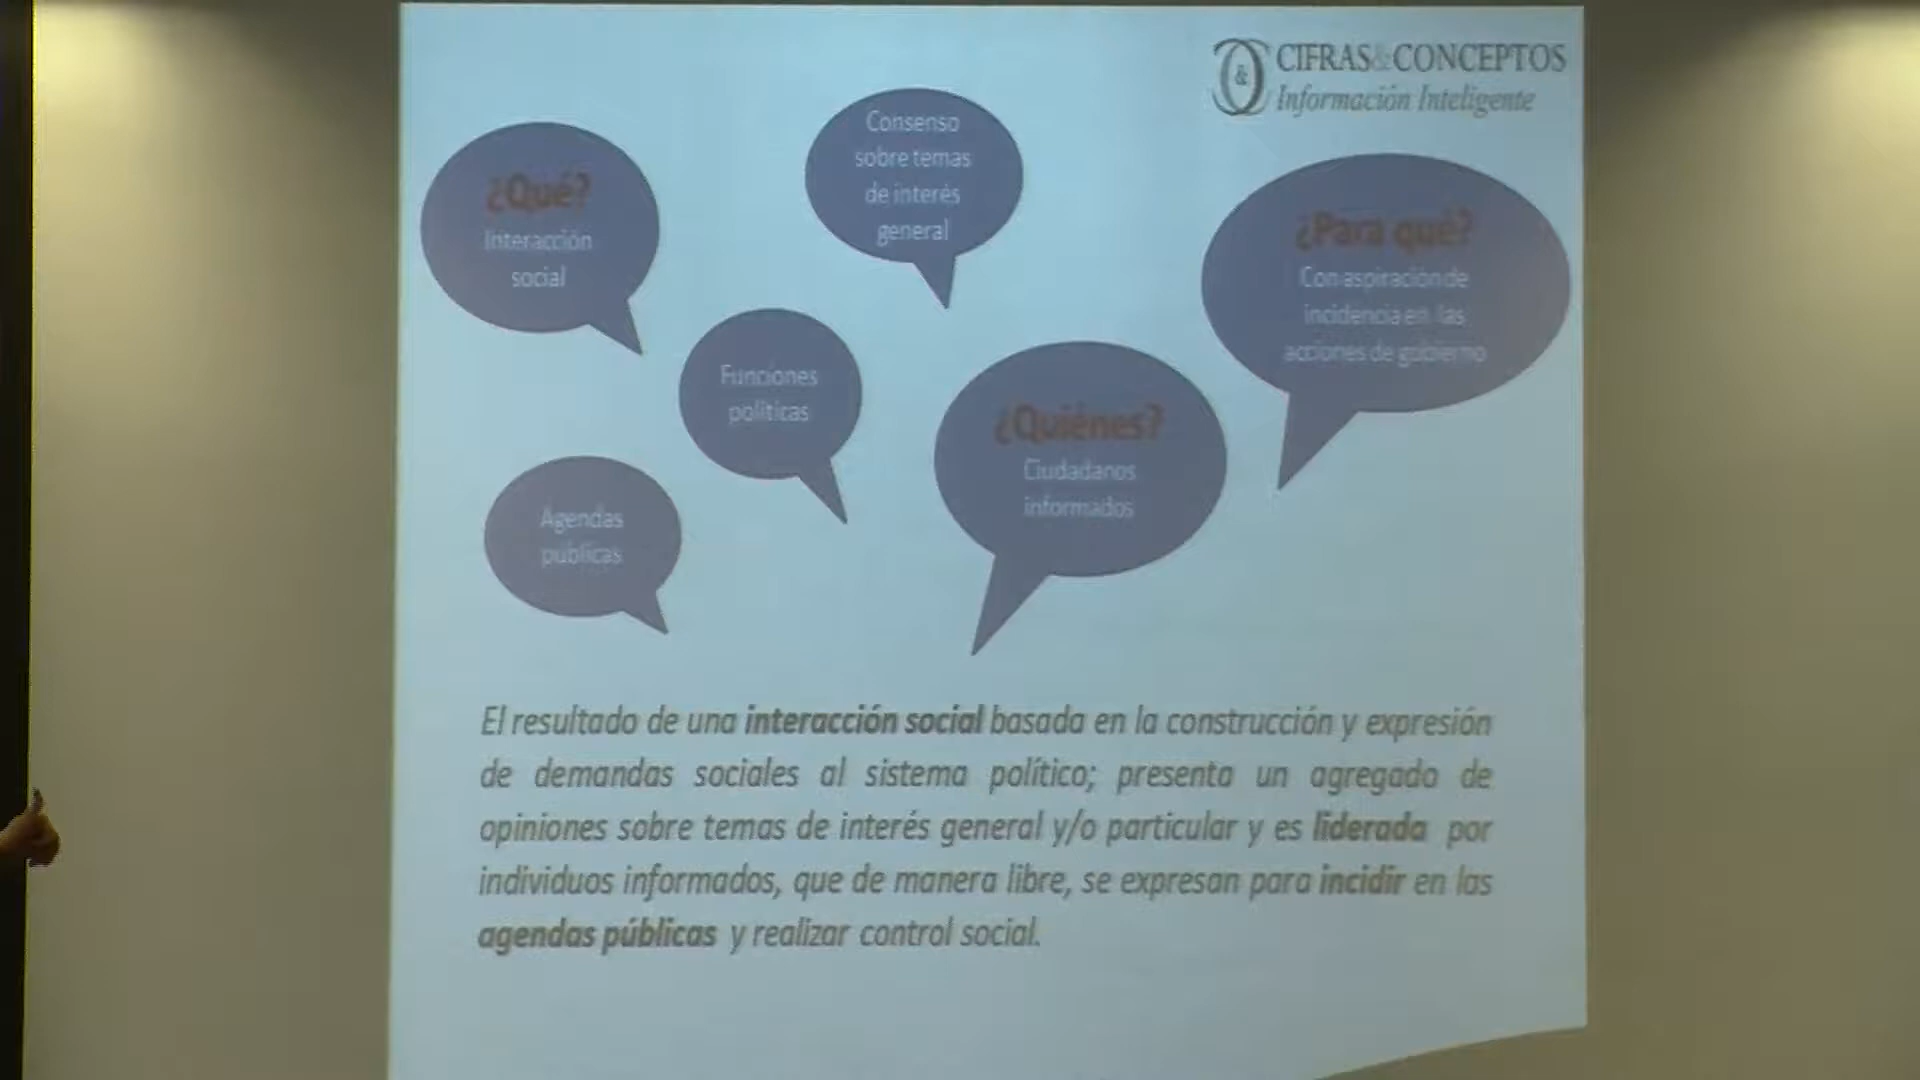 CIFRAS&CONCEPTOS
Información Inteligente
¿Qué?
Interacción
social
Consenso
sobre temas
de interés
general
¿Para qué?
Con aspiración de
incidencia en las
acciones de gobierno
Funciones
políticas
¿Quiénes?
Ciudadanos
informados
Agendas
públicas
El resultado de una interacción social basada en la construcción y expresión
de demandas sociales al sistema político; presenta un agregado de
opiniones sobre temas de interés general y/o particular y es liderada por
individuos informados, que de manera libre, se expresan para incidir en las
agendas públicas y realizar control social.